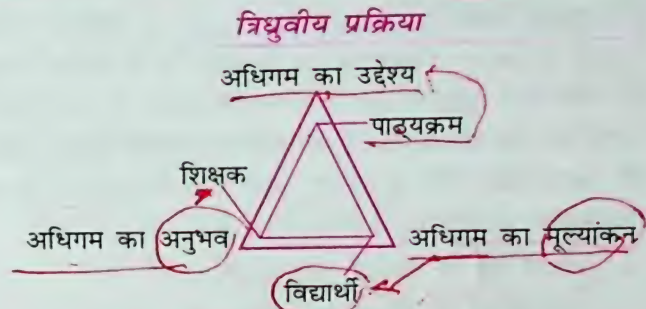 त्रिध्रुवीय प्रक्रिया
अधिगम का उद्देश्य
पाठ्यक्रम
शिक्षक
अधिगम का अनुभव
अधिगम का मूल्यांकन
विद्यार्थी